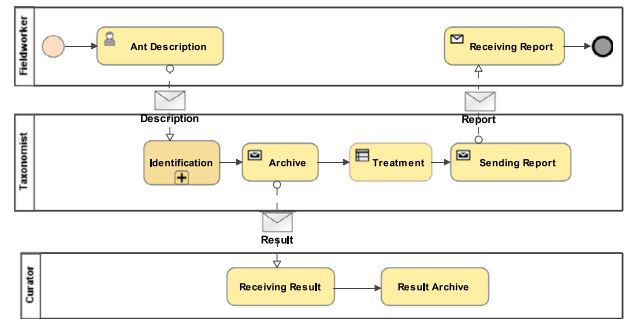 Fieldworker
Ant Description
Receiving Report
Description
Report
Taxonomist
Identification
Archive
Treatment
Sending Report
Result
Curator
Receiving Result
Result Archive